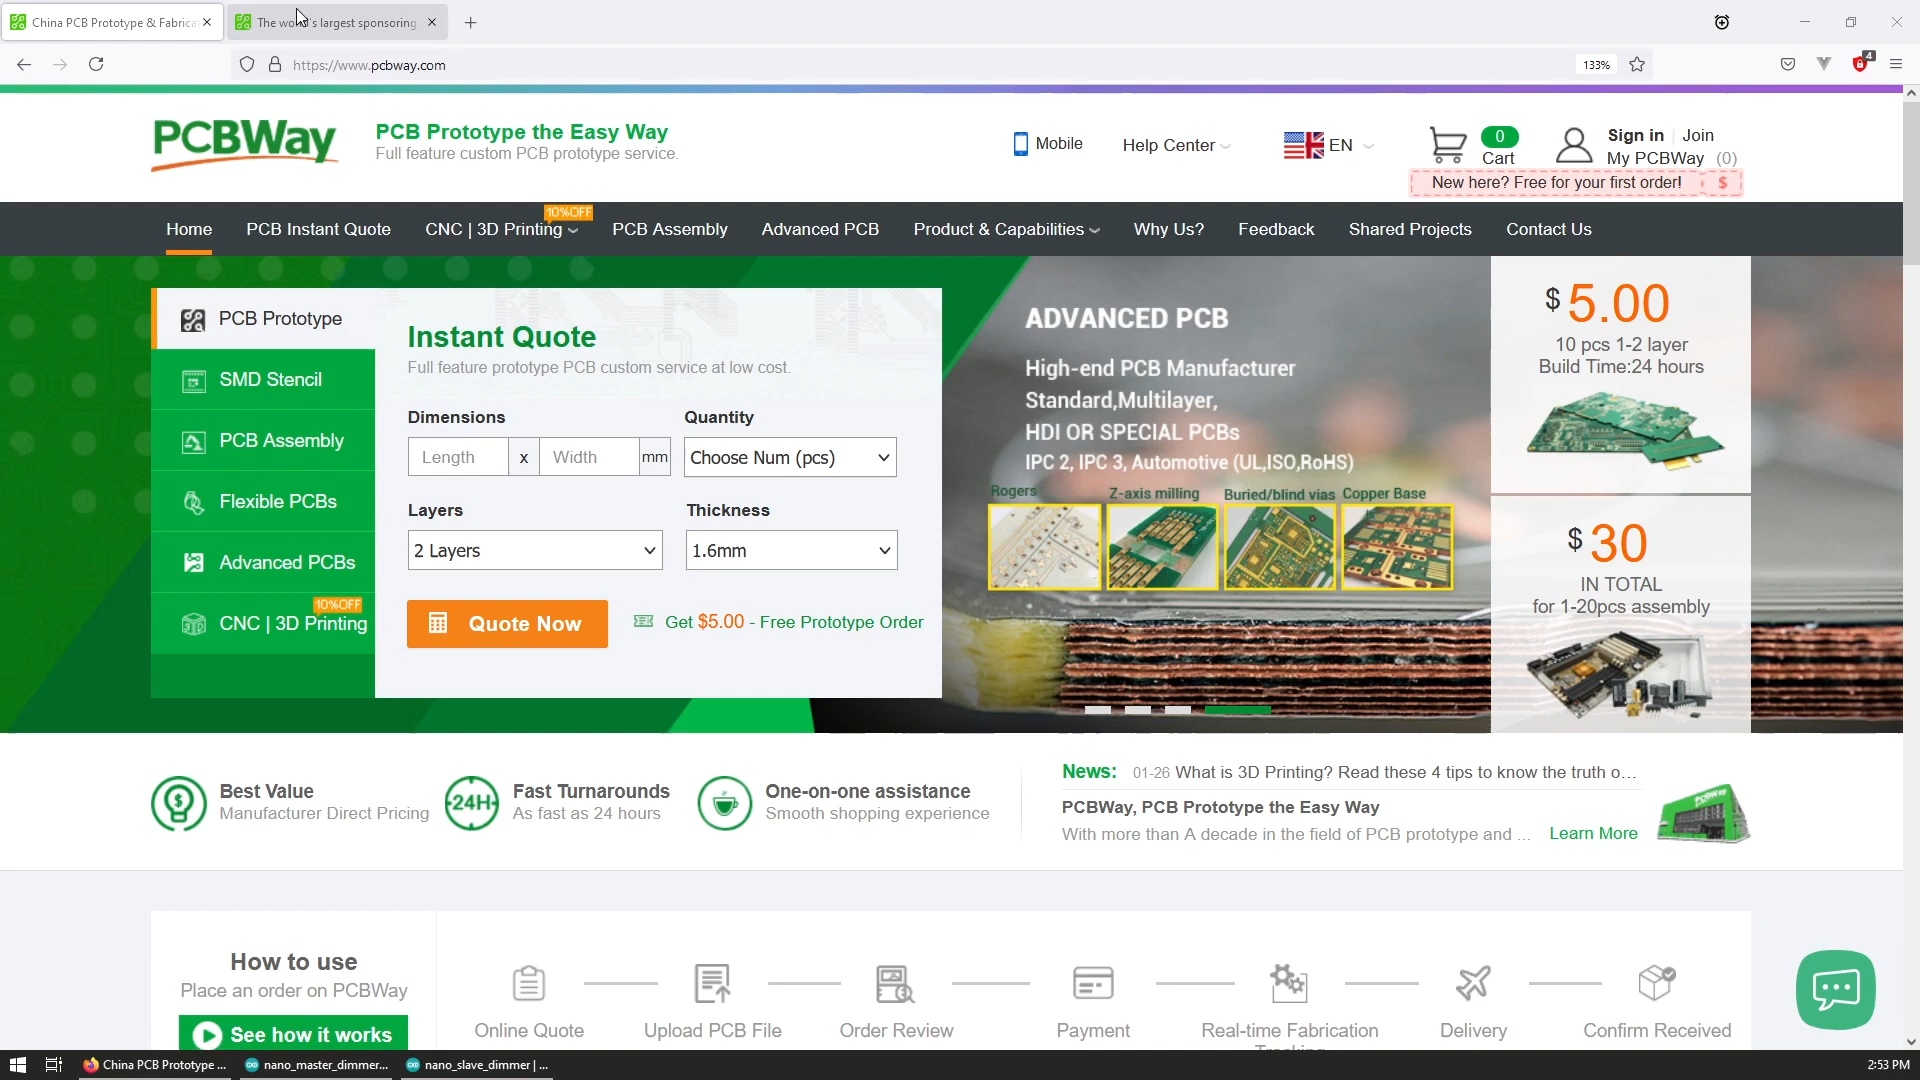 China PCB Prototype & Fabrica
The wo 's largest sponsoring
https://www.pcbway.com
133%
4
PCBWay
PCB Prototype the Easy Way
Full feature custom PCB prototype service.
Mobile
Help Center
EN
0
Cart
Sign in
Join
My PCBWay (0)
New here? Free for your first order!
$
Home
PCB Instant Quote
CNC | 3D Printing
10%OFF
PCB Assembly
Advanced PCB
Product & Capabilities
Why Us?
Feedback
Shared Projects
Contact Us
PCB Prototype
SMD Stencil
PCB Assembly
Flexible PCBs
Advanced PCBs
10%OFF
CNC | 3D Printing
Instant Quote
Full feature prototype PCB custom service at low cost.
Dimensions
Quantity
Length x Width mm
Choose Num (pcs)
Layers
Thickness
2 Layers
1.6mm
Quote Now
Get $5.00 - Free Prototype Order
ADVANCED PCB
High-end PCB Manufacturer
Standard,Multilayer,
HDI OR SPECIAL PCBs
IPC 2, IPC 3, Automotive (UL,ISO,RoHS)
Rogers
Z-axis milling
Buried/blind vias
Copper Base
$5.00
10 pcs 1-2 layer
Build Time:24 hours
$30
IN TOTAL
for 1-20pcs assembly
Best Value
Manufacturer Direct Pricing
24H
Fast Turnarounds
As fast as 24 hours
One-on-one assistance
Smooth shopping experience
News: 01-26 What is 3D Printing? Read these 4 tips to know the truth o...
PCBWay, PCB Prototype the Easy Way
With more than A decade in the field of PCB prototype and ... Learn More
PCBWay
How to use
Place an order on PCBWay
See how it works
Online Quote
Upload PCB File
Order Review
Payment
Real-time Fabrication
Tracking
Delivery
Confirm Received
China PCB Prototype ...
nano_master_dimmer...
nano_slave_dimmer | ...
2:53 PM